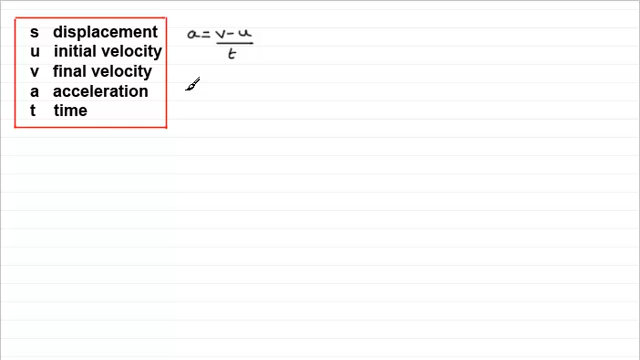 s displacement
u initial velocity
v final velocity
a acceleration
t time
a = v - u
t